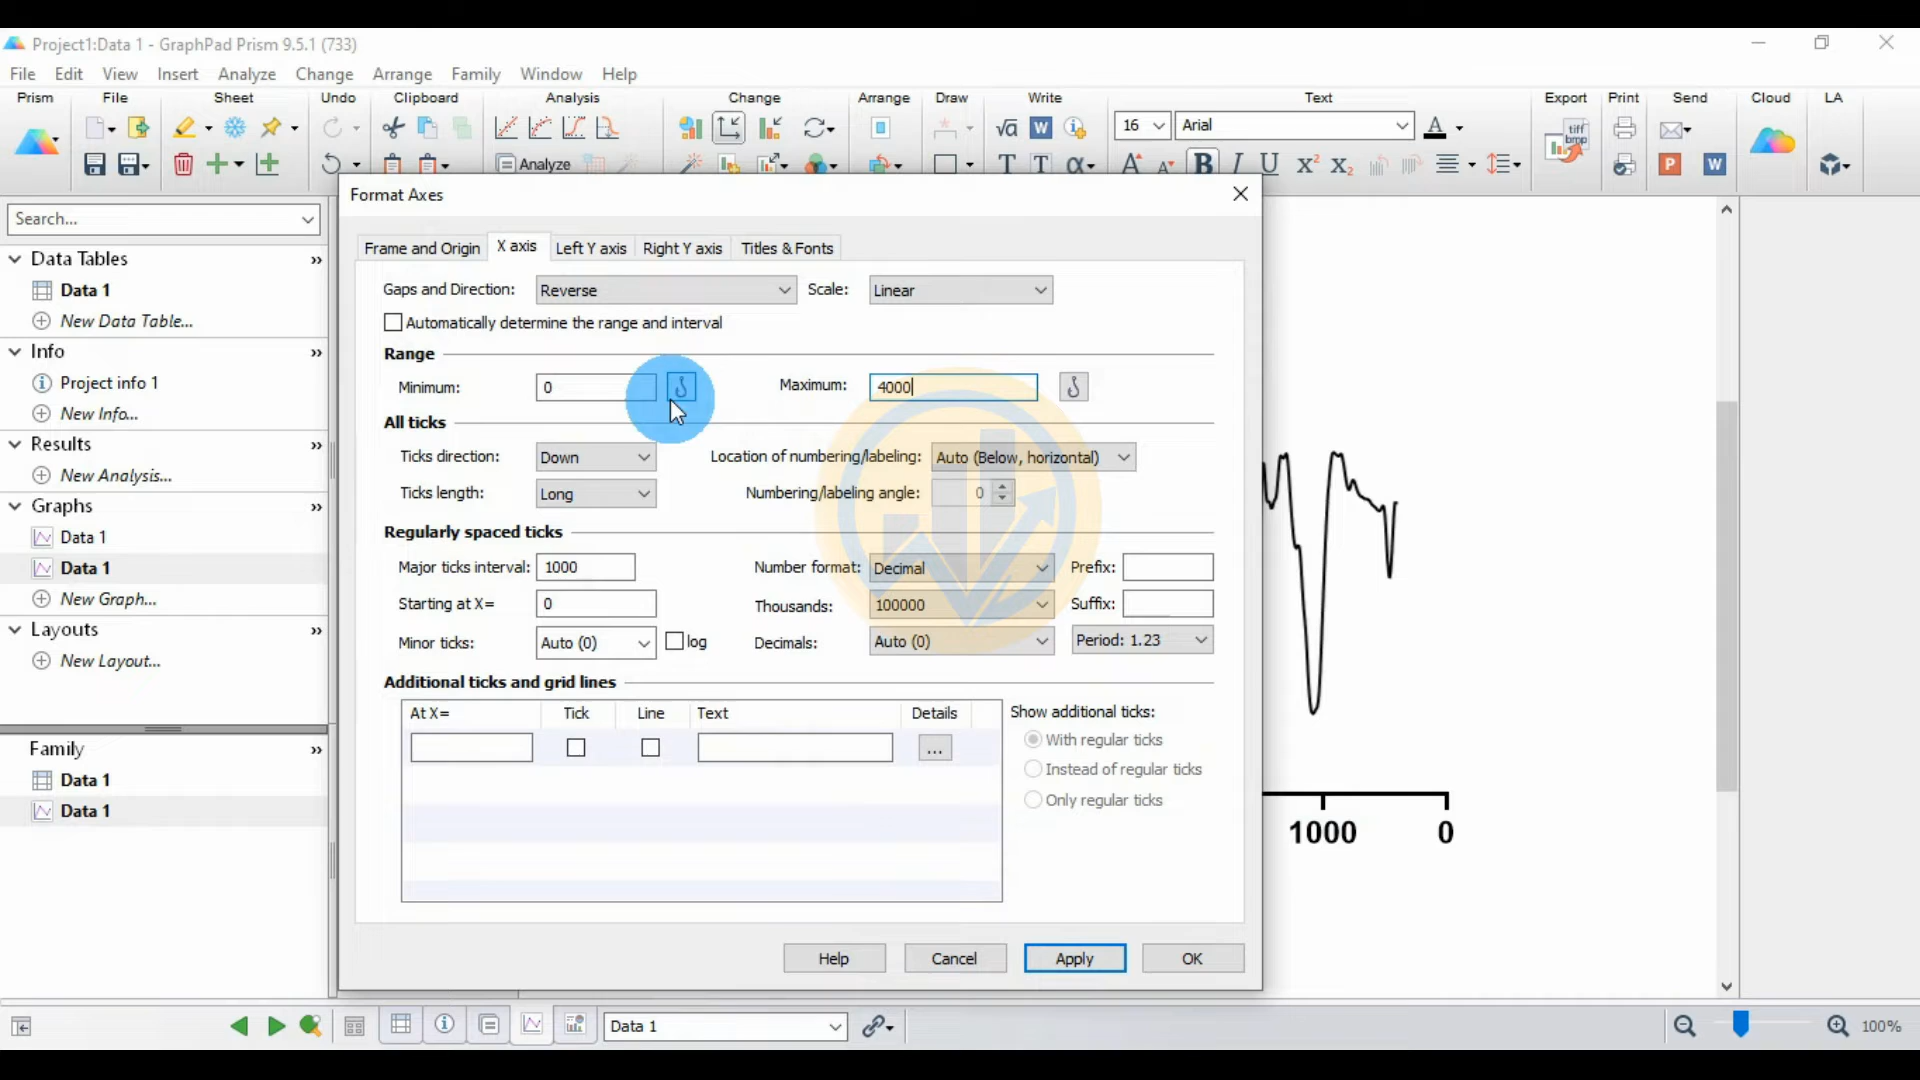 Project1:Data 1 - GraphPad Prism 9.5.1 (733)
File Edit View Insert Analyze Change Arrange Family Window Help
Prism File Sheet Undo Clipboard Analysis Change Arrange Draw Write Text Export Print Send Cloud LA
16 Arial
Analyze
Format Axes
Search...
Frame and Origin X axis Left Y axis Right Y axis Titles & Fonts
Data Tables
Data 1
New Data Table...
Info
Project info 1
New Info...
Results
New Analysis...
Graphs
Data 1
Data 1
New Graph...
Layouts
New Layout...
Family
Data 1
Data 1
Gaps and Direction: Reverse Scale: Linear
Automatically determine the range and interval
Range
Minimum: 0 Maximum: 4000
All ticks
Ticks direction: Down Location of numbering/labeling: Auto (Below, horizontal)
Ticks length: Long Numbering/labeling angle: 0
Regularly spaced ticks
Major ticks interval: 1000 Number format: Decimal Prefix:
Starting at X= 0 Thousands: 100000 Suffix:
Minor ticks: Auto (0) log Decimals: Auto (0) Period: 1.23
Additional ticks and grid lines
At X= Tick Line Text Details Show additional ticks:
... With regular ticks
Instead of regular ticks
Only regular ticks
1000 0
Help Cancel Apply OK
Data 1
100%